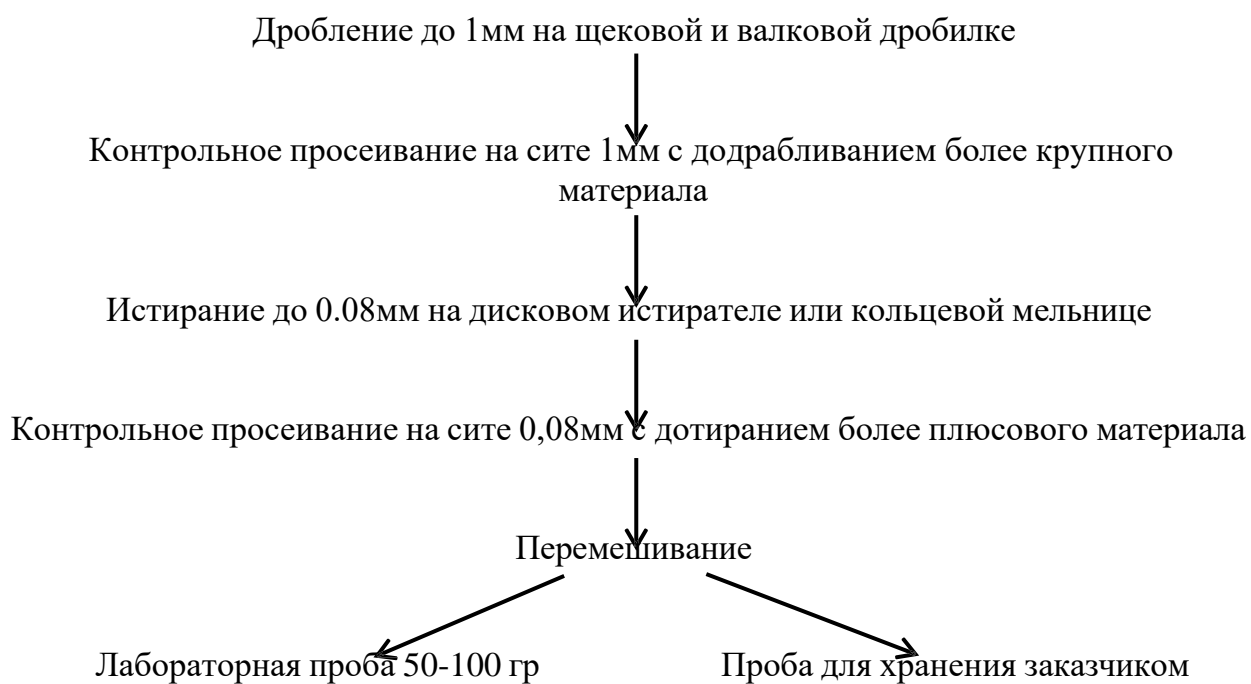 Дробление до 1мм на щековой и валковой дробилке
Контрольное просеивание на сите 1мм с додрабливанием более крупного
материала
Истирание до 0.08мм на дисковом истирателе или кольцевой мельнице
Контрольное просеивание на сите 0,08мм с дотиранием более плюсового материала
Перемешивание
Лабораторная проба 50-100 гр
Проба для хранения заказчиком